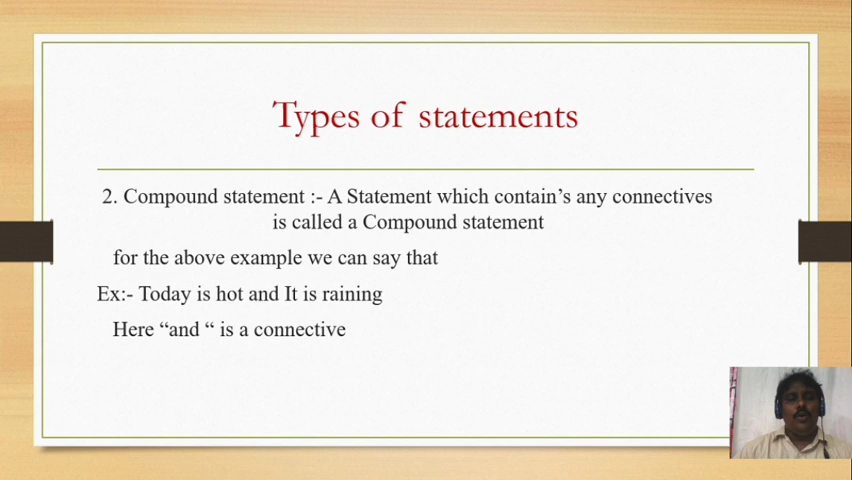 Types of statements
2. Compound statement :- A Statement which contain’s any connectives
is called a Compound statement
for the above example we can say that
Ex:- Today is hot and It is raining
Here “and “ is a connective